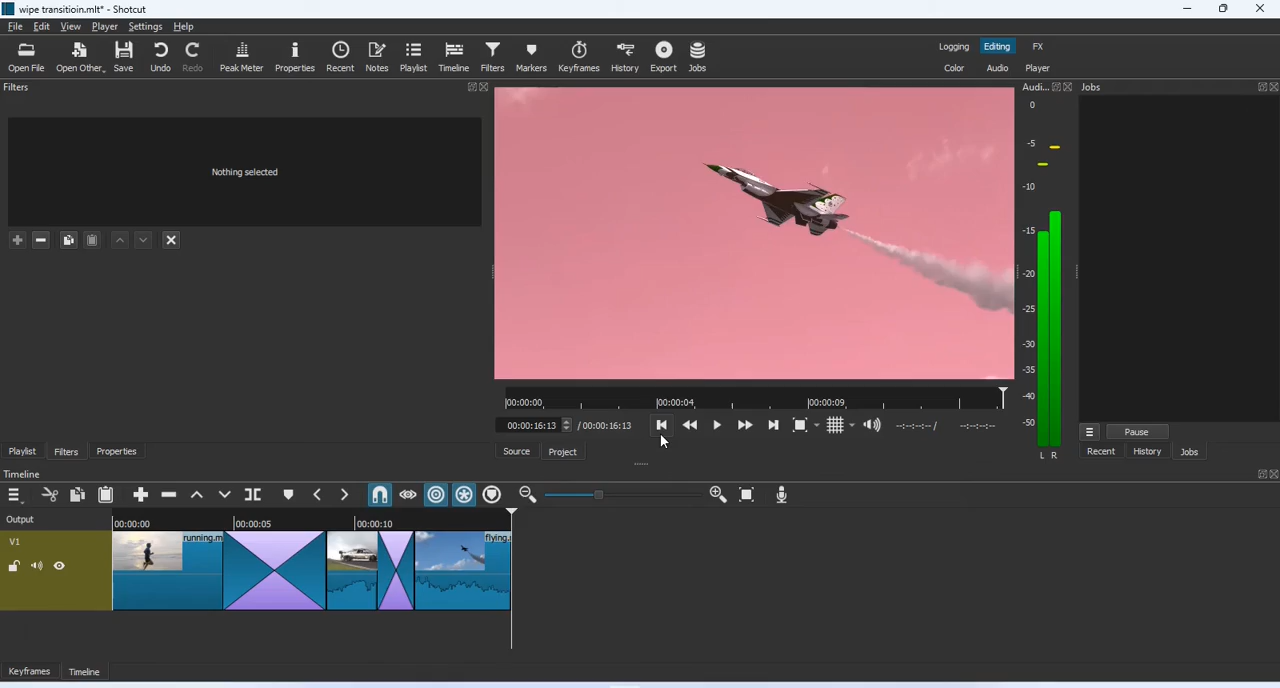 wipe transitioin.mlt* - Shotcut
File Edit View Player Settings Help
Open File Open Other Save Undo Redo Peak Meter Properties Recent Notes Playlist Timeline Filters Markers Keyframes History Export Jobs
Logging Editing FX
Color Audio Player
Filters
Nothing selected
Audi...
0
-5
-10
-15
-20
-25
-30
-35
-40
-50
L R
Jobs
Pause
Recent History Jobs
00:00:00 00:00:04 00:00:09
00:00:16:13 / 00:00:16:13 --:--:--:-- / --:--:--:--
Playlist Filters Properties
Source Project
Timeline
Output
00:00:00 00:00:05 00:00:10
V1
running.m
flying.
Keyframes Timeline